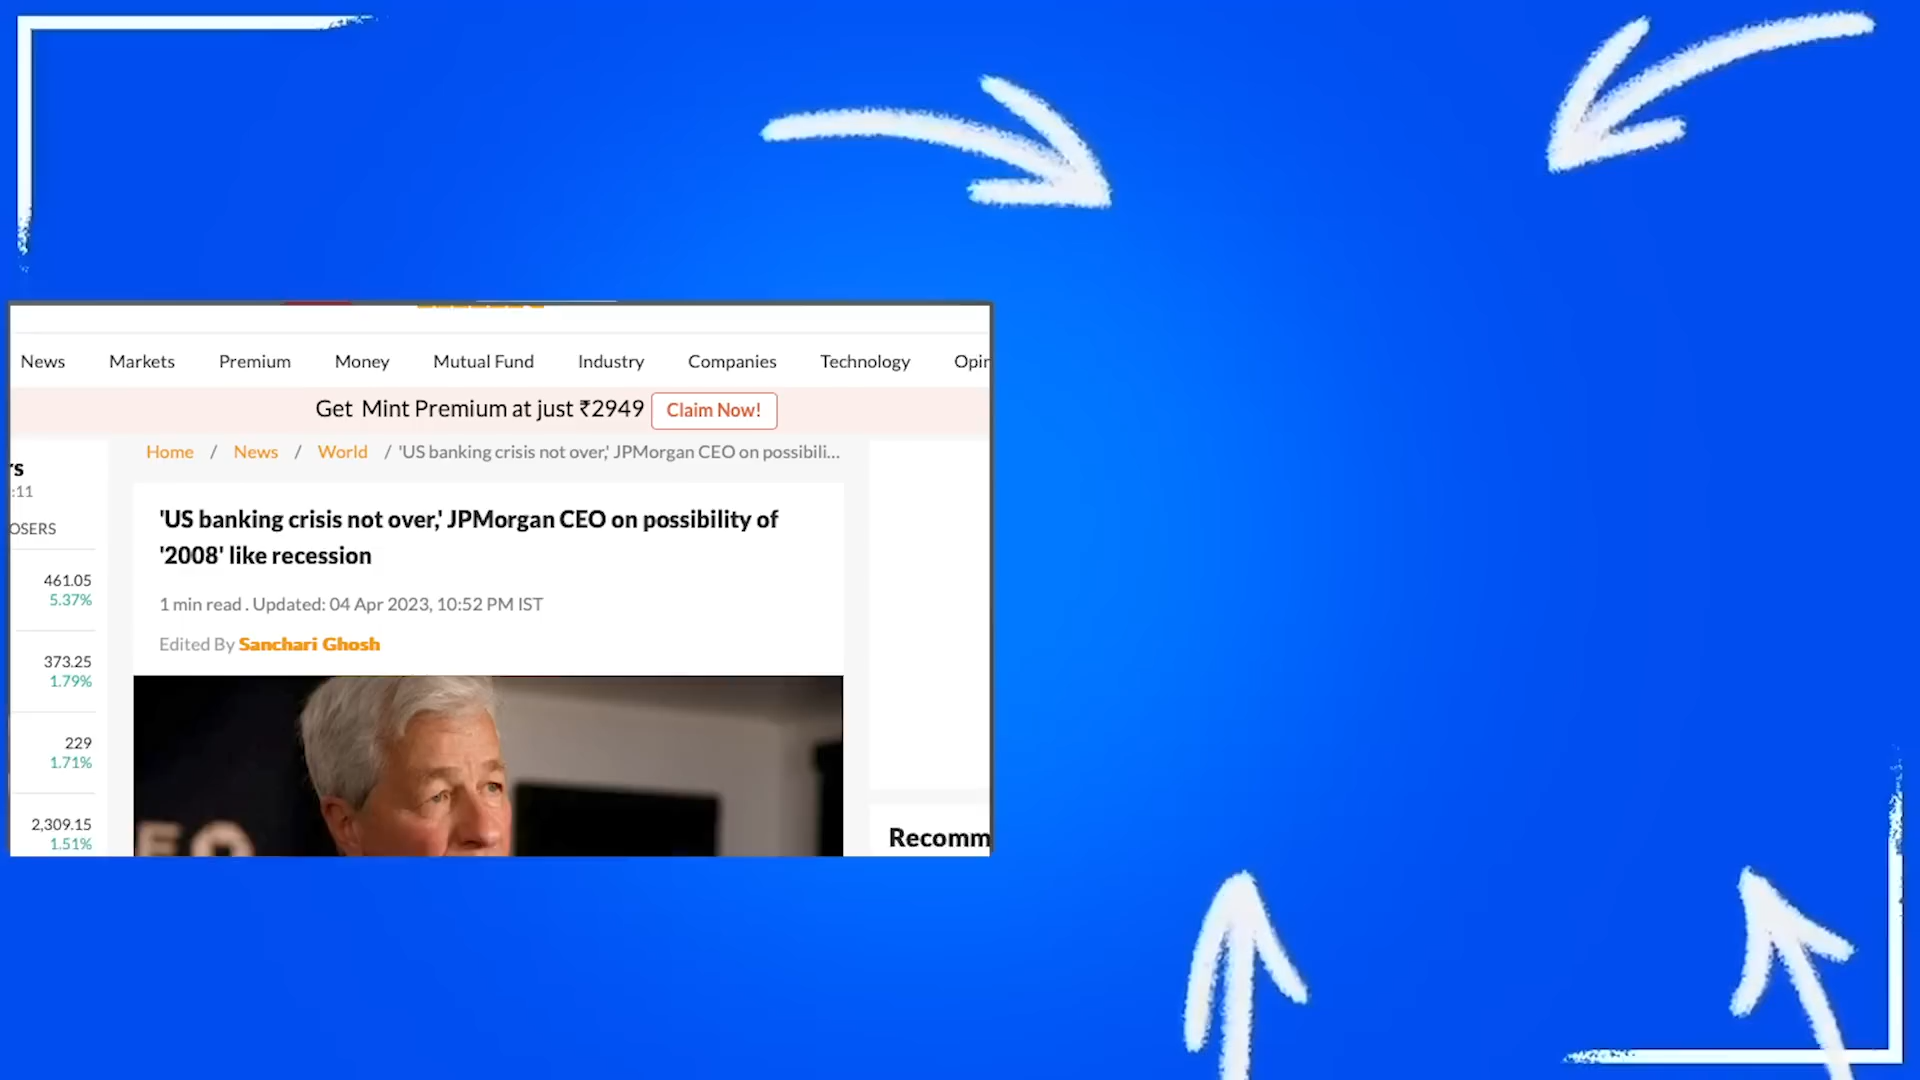 News Markets Premium Money Mutual Fund Industry Companies Technology
Get Mint Premium at just ₹2949 Claim Now!
Home / News / World / 'US banking crisis not over,' JPMorgan CEO on possibili...
:11
'US banking crisis not over,' JPMorgan CEO on possibility of
'2008' like recession
OSERS
461.05
5.37%
1 min read . Updated: 04 Apr 2023, 10:52 PM IST
Edited By Sanchari Ghosh
373.25
1.79%
229
1.71%
2,309.15
1.51%
Recomm